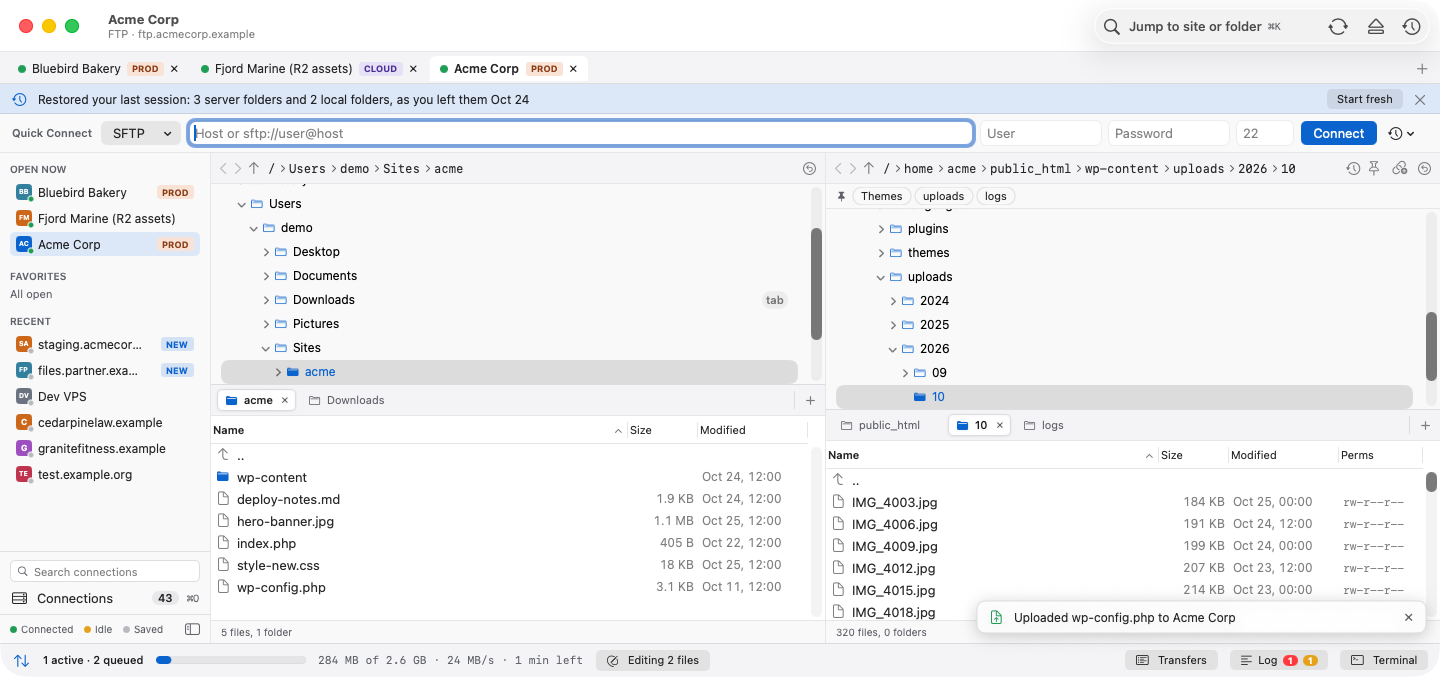 Acme Corp
FTP · ftp.acmecorp.example
Jump to site or folder ⌘K
Bluebird Bakery PROD
Fjord Marine (R2 assets) CLOUD
Acme Corp PROD
Restored your last session: 3 server folders and 2 local folders, as you left them Oct 24
Start fresh
Quick Connect
SFTP
Host or sftp://user@host
User
Password
22
Connect
OPEN NOW
BB Bluebird Bakery PROD
FM Fjord Marine (R2 assets)
AC Acme Corp PROD
FAVORITES
All open
RECENT
SA staging.acmecor... NEW
FP files.partner.exa... NEW
DV Dev VPS
C cedarpinelaw.example
G granitefitness.example
TE test.example.org
Search connections
Connections 43 ⌘0
Connected Idle Saved
/ Users demo Sites acme
Users
demo
Desktop
Documents
Downloads
tab
Pictures
Sites
acme
acme
Downloads
Name Size Modified
..
wp-content Oct 24, 12:00
deploy-notes.md 1.9 KB Oct 24, 12:00
hero-banner.jpg 1.1 MB Oct 25, 12:00
index.php 405 B Oct 22, 12:00
style-new.css 18 KB Oct 25, 12:00
wp-config.php 3.1 KB Oct 11, 12:00
5 files, 1 folder
/ home acme public_html wp-content uploads 2026 10
Themes uploads logs
plugins
themes
uploads
2024
2025
2026
09
10
public_html
10
logs
Name Size Modified Perms
..
IMG_4003.jpg 184 KB Oct 25, 00:00 rw-r--r--
IMG_4006.jpg 191 KB Oct 24, 12:00 rw-r--r--
IMG_4009.jpg 199 KB Oct 24, 00:00 rw-r--r--
IMG_4012.jpg 207 KB Oct 23, 12:00 rw-r--r--
IMG_4015.jpg 214 KB Oct 23, 00:00 rw-r--r--
IMG_4018.jpg
Uploaded wp-config.php to Acme Corp
320 files, 0 folders
1 active · 2 queued
284 MB of 2.6 GB · 24 MB/s · 1 min left
Editing 2 files
Transfers
Log 1 1
Terminal